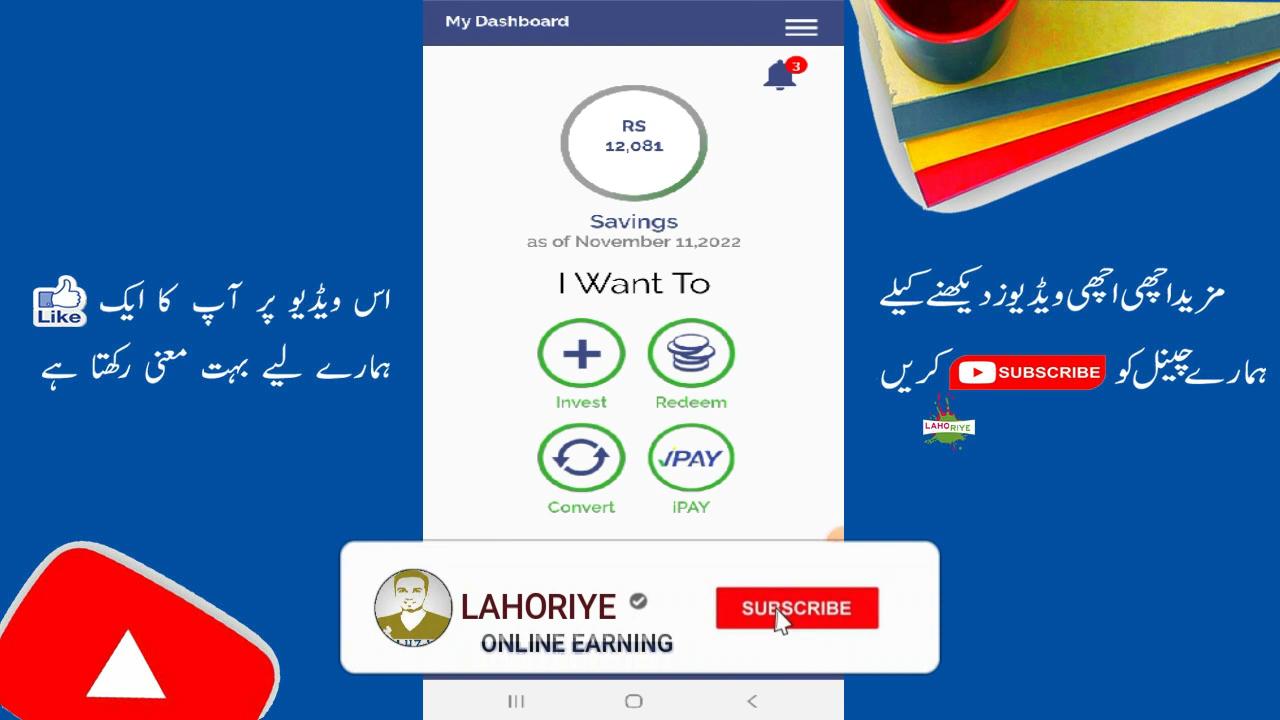 My Dashboard
3
RS
12,081
Savings
as of November 11,2022
I Want To
Invest
Redeem
Convert
iPAY
iPAY
اس ویڈیو پر آپ کا ایک Like
ہمارے لیے بہت معنی رکھتا ہے
مزید اچھی اچھی ویڈیوز دیکھنے کیلے
ہمارے چینل کو SUBSCRIBE کریں
LAHORIYE
LAHORIYE
ONLINE EARNING
SUBSCRIBE